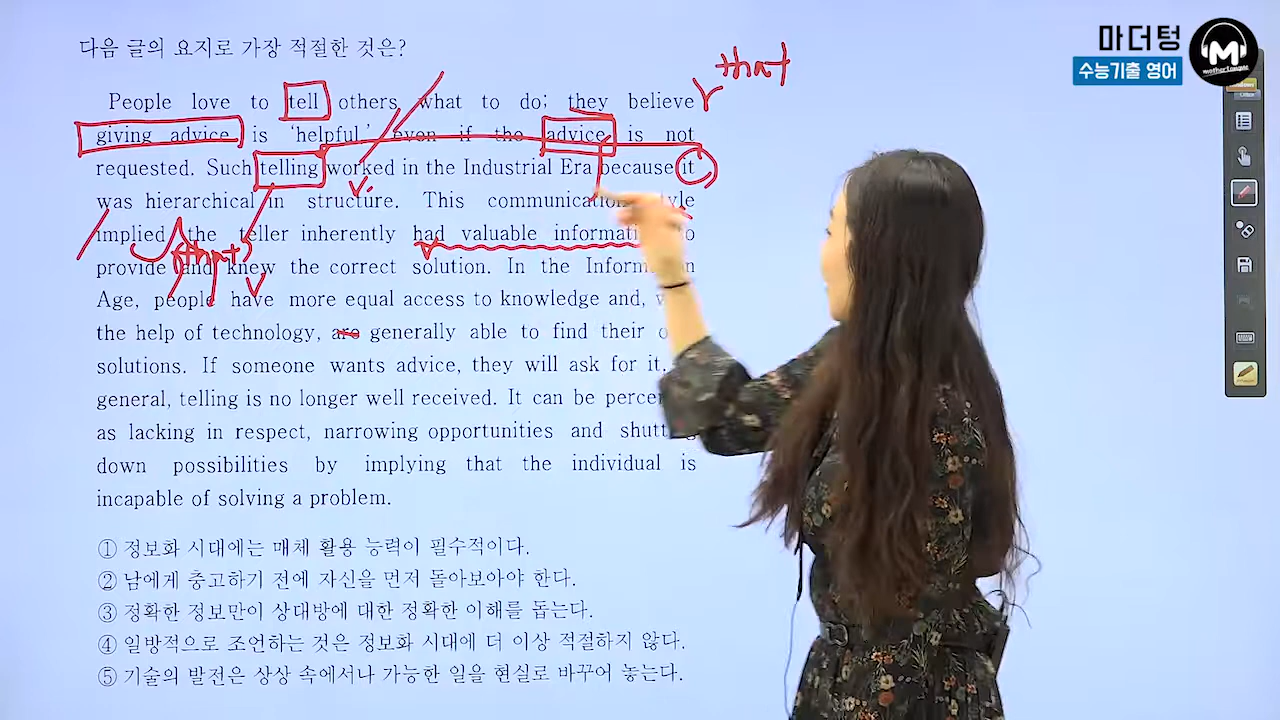 다음 글의 요지로 가장 적절한 것은?
마더텅
수능기출 영어
M
mothertongue
that
People love to tell others what to do; they believe
giving advice is ‘helpful,’ even if the advice is not
requested. Such telling worked in the Industrial Era because it
was hierarchical in structure. This communication style
implied the teller inherently had valuable information to
(that)
provide and knew the correct solution. In the Information
Age, people have more equal access to knowledge and,
the help of technology, are generally able to find their
solutions. If someone wants advice, they will ask for it.
general, telling is no longer well received. It can be
as lacking in respect, narrowing opportunities and shutting
down possibilities by implying that the individual is
incapable of solving a problem.
① 정보화 시대에는 매체 활용 능력이 필수적이다.
② 남에게 충고하기 전에 자신을 먼저 돌아보아야 한다.
③ 정확한 정보만이 상대방에 대한 정확한 이해를 돕는다.
④ 일방적으로 조언하는 것은 정보화 시대에 더 이상 적절하지 않다.
⑤ 기술의 발전은 상상 속에서나 가능한 일을 현실로 바꾸어 놓는다.